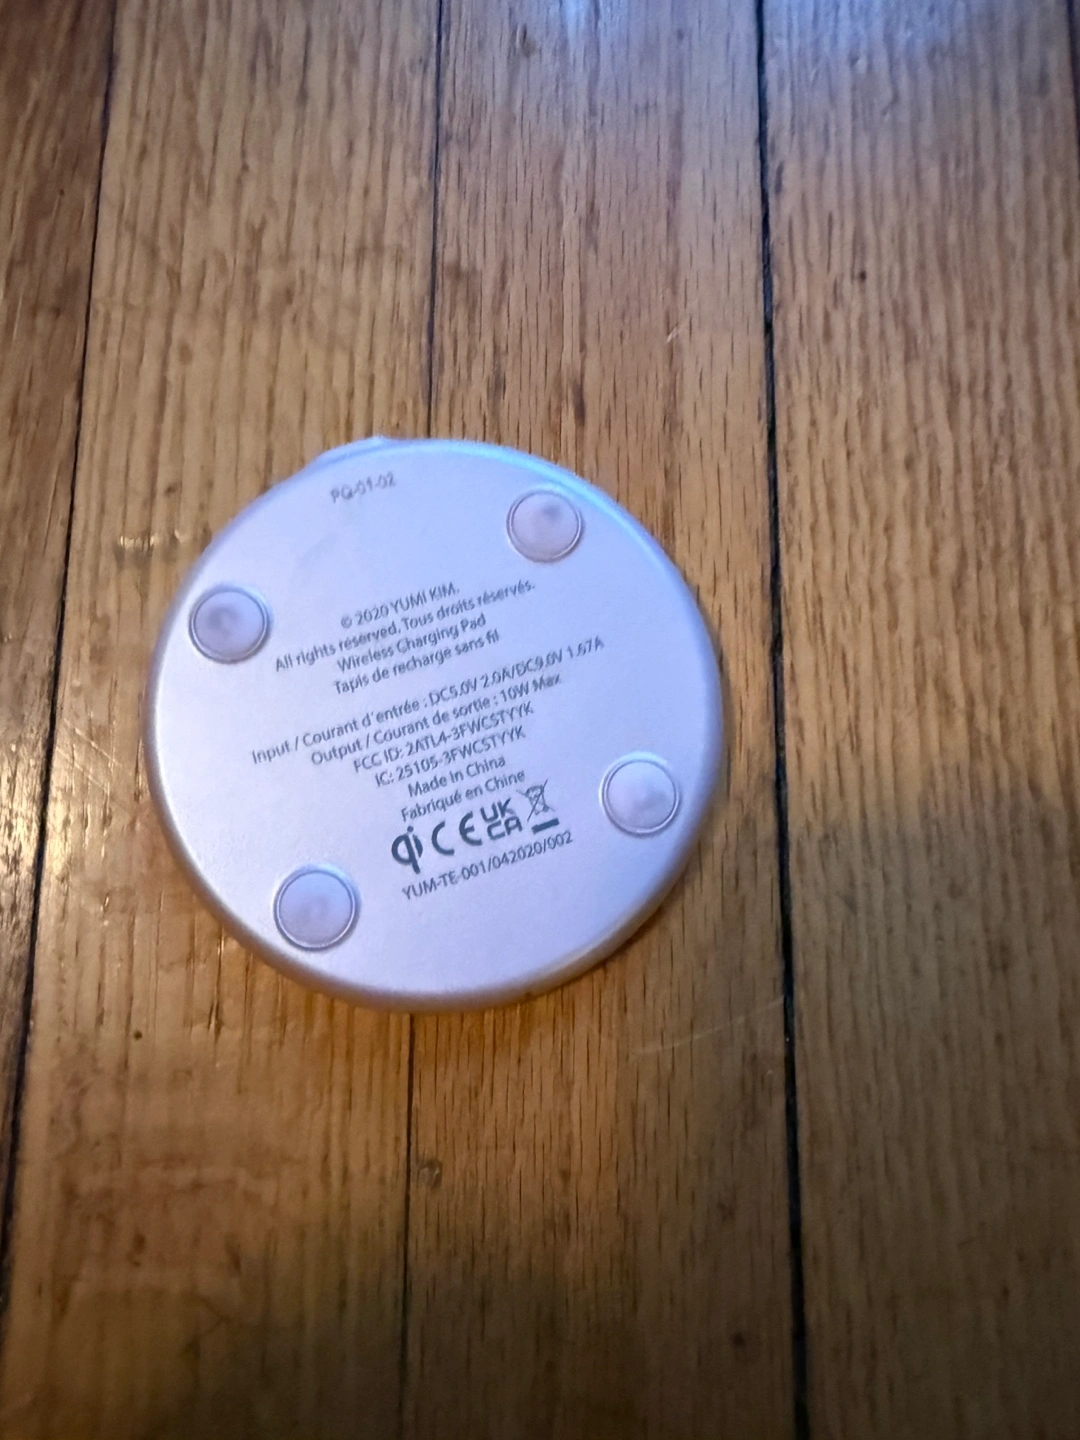 PQ-01-02
© 2020 YUMI KIM.
All rights reserved. Tous droits réservés.
Wireless Charging Pad
Tapis de recharge sans fil
Input / Courant d'entrée : DC5.0V 2.0A/DC9.0V 1.67A
Output / Courant de sortie : 10W Max
FCC ID: 2ATL4-3FWCSTYYK
IC: 25105-3FWCSTYYK
Made in China
Fabriqué en Chine
qi CE UK CA
YUM-TE-001/042020/002